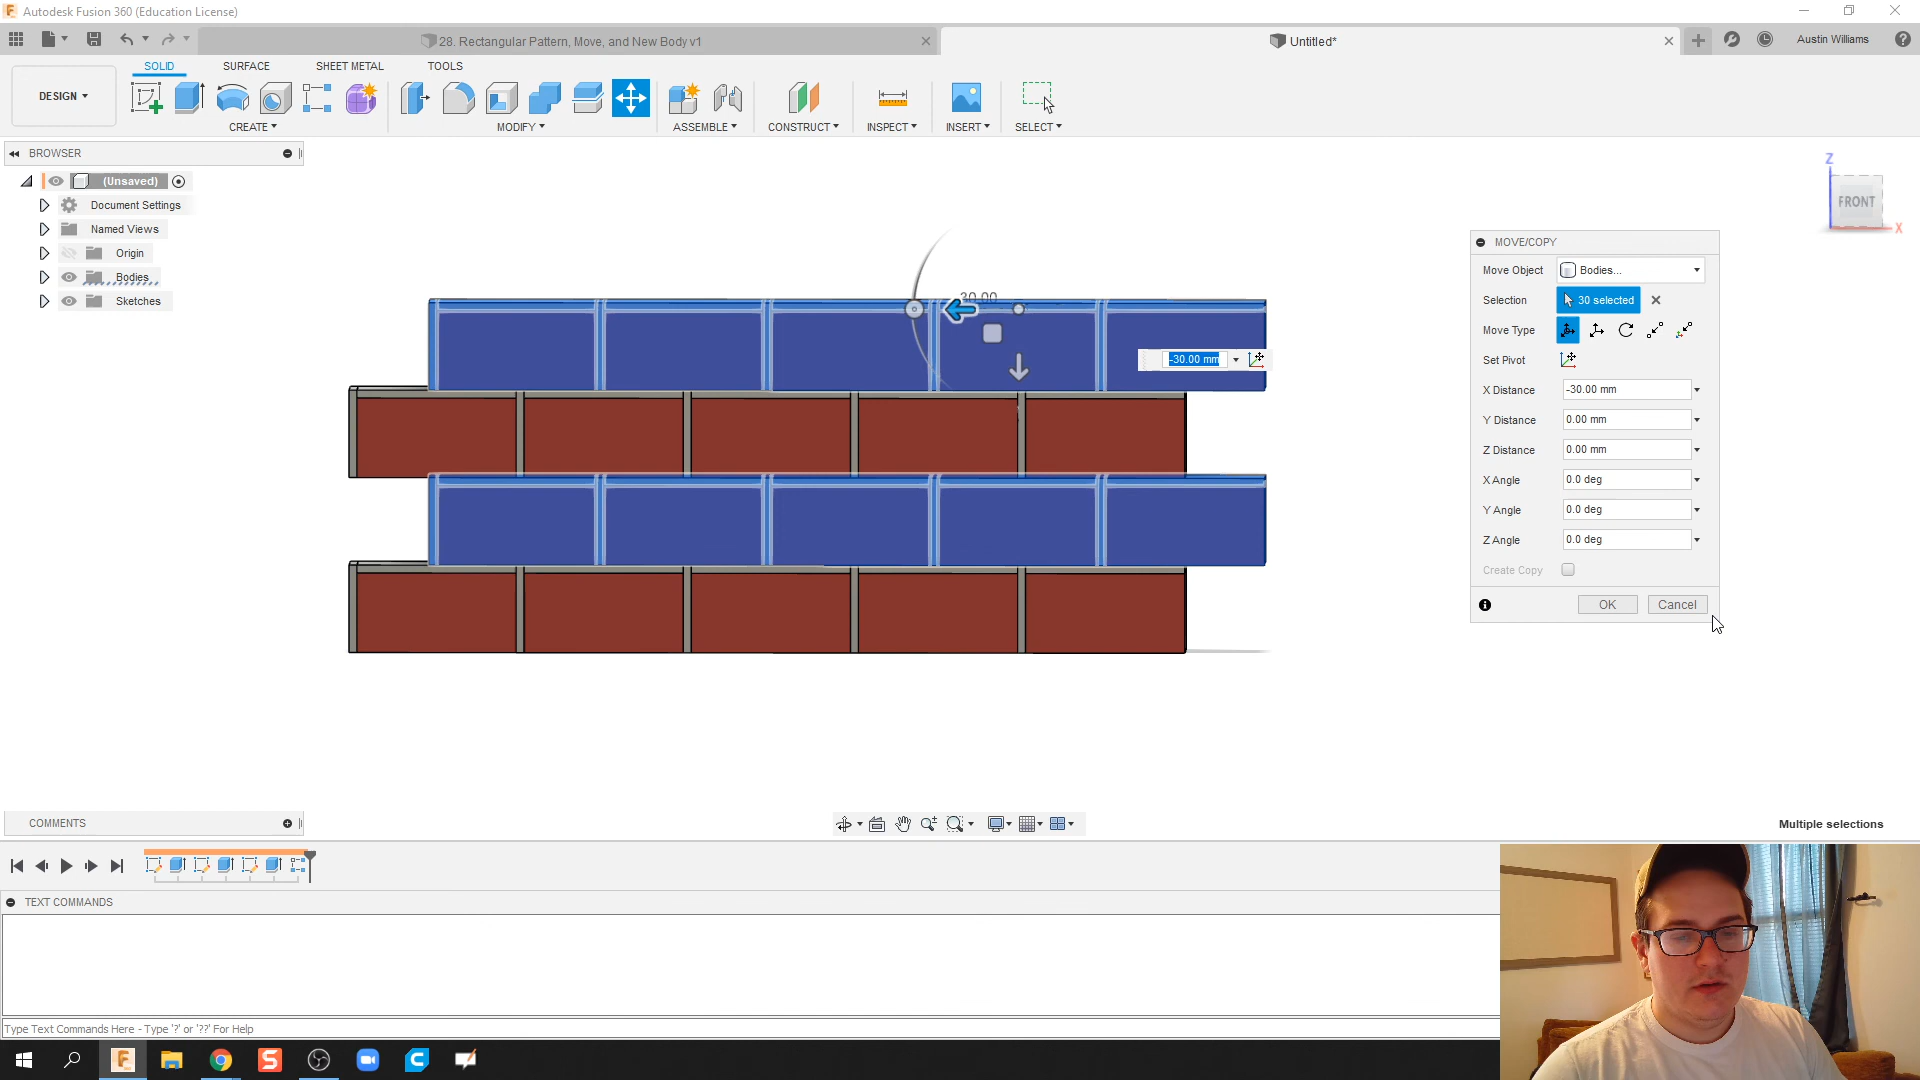 Autodesk Fusion 360 (Education License)
28. Rectangular Pattern, Move, and New Body v1
Untitled*
Austin Williams
SOLID
SURFACE
SHEET METAL
TOOLS
DESIGN
CREATE
MODIFY
ASSEMBLE
CONSTRUCT
INSPECT
INSERT
SELECT
BROWSER
(Unsaved)
Document Settings
Named Views
Origin
Bodies
Sketches
Z
FRONT
X
30.00
-30.00 mm
MOVE/COPY
Move Object Bodies...
Selection 30 selected
Move Type
Set Pivot
X Distance -30.00 mm
Y Distance 0.00 mm
Z Distance 0.00 mm
X Angle 0.0 deg
Y Angle 0.0 deg
Z Angle 0.0 deg
Create Copy
OK Cancel
COMMENTS
Multiple selections
TEXT COMMANDS
Type Text Commands Here - Type '?' or '??' For Help